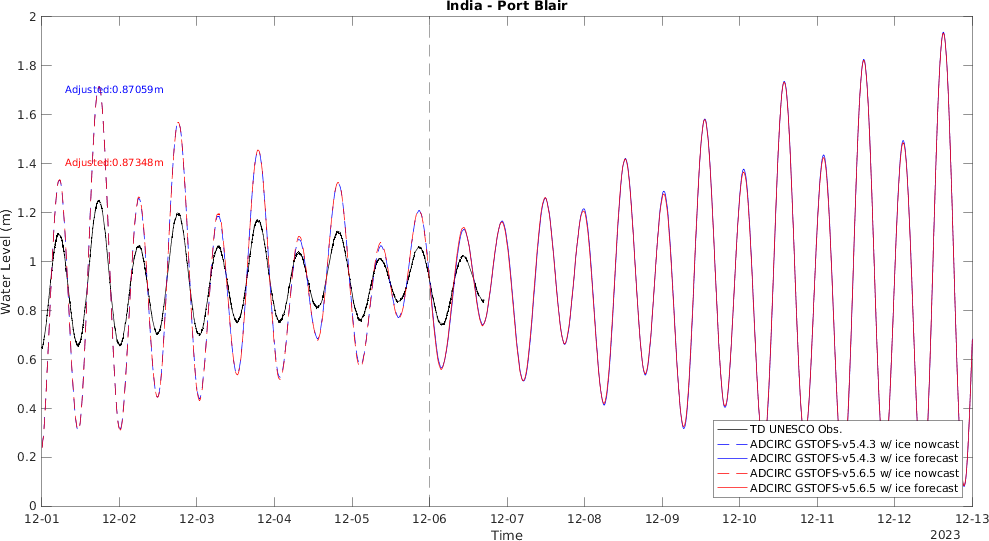 India - Port Blair
Water Level (m)
2
1.8
1.6
1.4
1.2
1
0.8
0.6
0.4
0.2
0
Adjusted:0.87059m
Adjusted:0.87348m
TD UNESCO Obs.
ADCIRC GSTOFS-v5.4.3 w/ ice nowcast
ADCIRC GSTOFS-v5.4.3 w/ ice forecast
ADCIRC GSTOFS-v5.6.5 w/ ice nowcast
ADCIRC GSTOFS-v5.6.5 w/ ice forecast
12-01 12-02 12-03 12-04 12-05 12-06 12-07 12-08 12-09 12-10 12-11 12-12 12-13
Time
2023